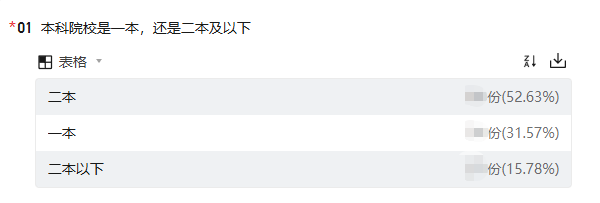 *01 本科院校是一本，还是二本及以下
表格
二本 份(52.63%)
一本 份(31.57%)
二本以下 份(15.78%)